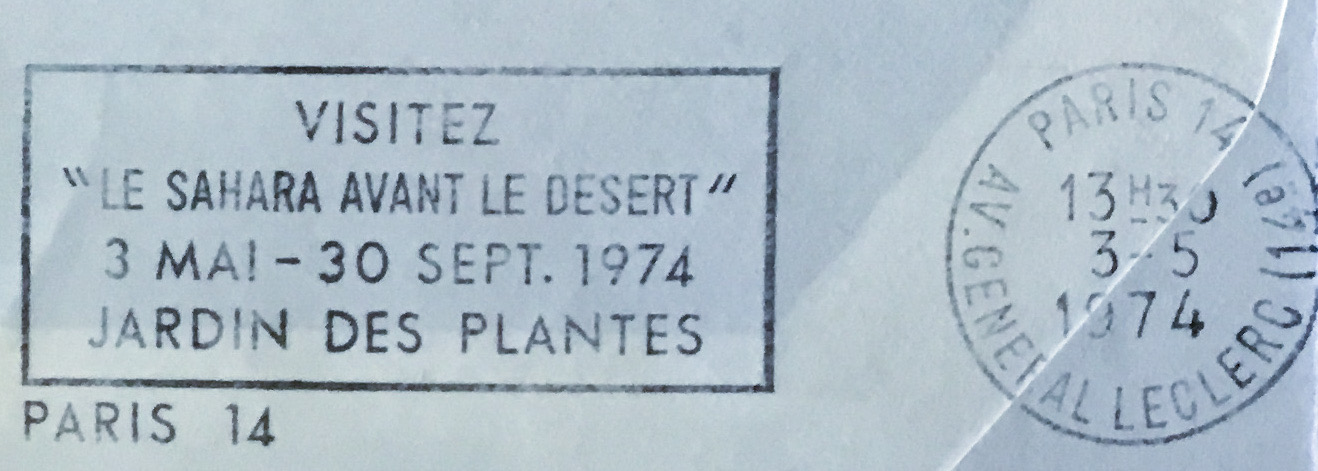 VISITEZ
"LE SAHARA AVANT LE DESERT"
3 MAI - 30 SEPT. 1974
JARDIN DES PLANTES
PARIS 14
PARIS 14
13H30
3 - 5
1974
AV. GENERAL LECLERC